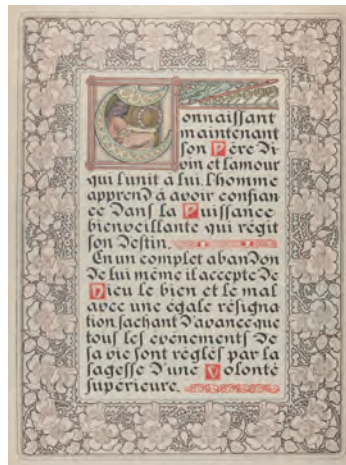 Connaissant
maintenant
son Père Di
vin et l'amour
qui l'unit à lui, l'homme
apprend à avoir confian
ce dans la Puissance
bienveillante qui régit
son Destin.
En un complet abandon
de lui même il accepte de
Dieu le bien et le mal
avec une égale résigna
tion, sachant d'avance que
tous les evènements de
sa vie sont réglés par la
sagesse d'une Volonté
supérieure.